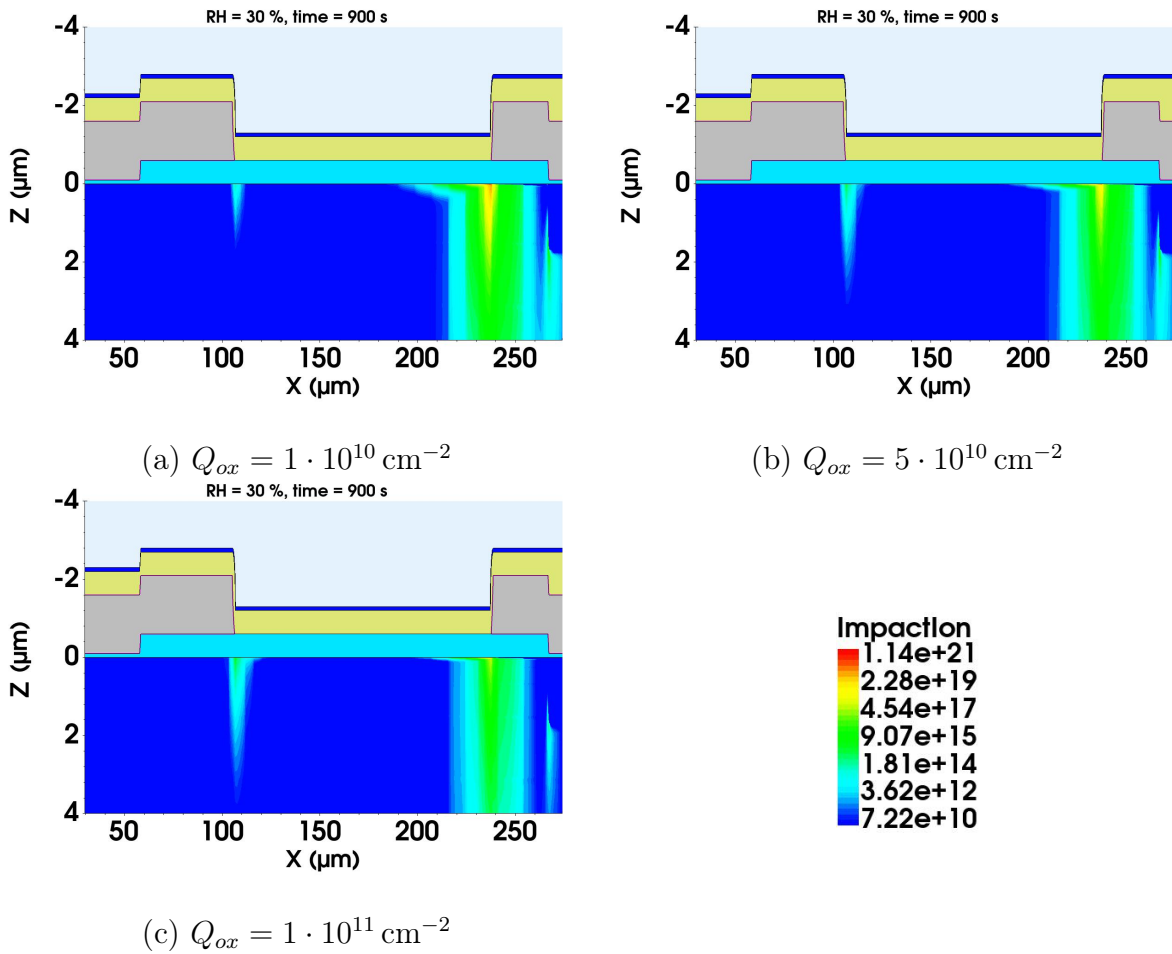 RH = 30 %, time = 900 s
-4
-2
0
2
4
Z (µm)
50 100 150 200 250
X (µm)
(a) Qox = 1 · 10^10 cm^−2
RH = 30 %, time = 900 s
-4
-2
0
2
4
Z (µm)
50 100 150 200 250
X (µm)
(b) Qox = 5 · 10^10 cm^−2
RH = 30 %, time = 900 s
-4
-2
0
2
4
Z (µm)
50 100 150 200 250
X (µm)
(c) Qox = 1 · 10^11 cm^−2
ImpactIon
1.14e+21
2.28e+19
4.54e+17
9.07e+15
1.81e+14
3.62e+12
7.22e+10